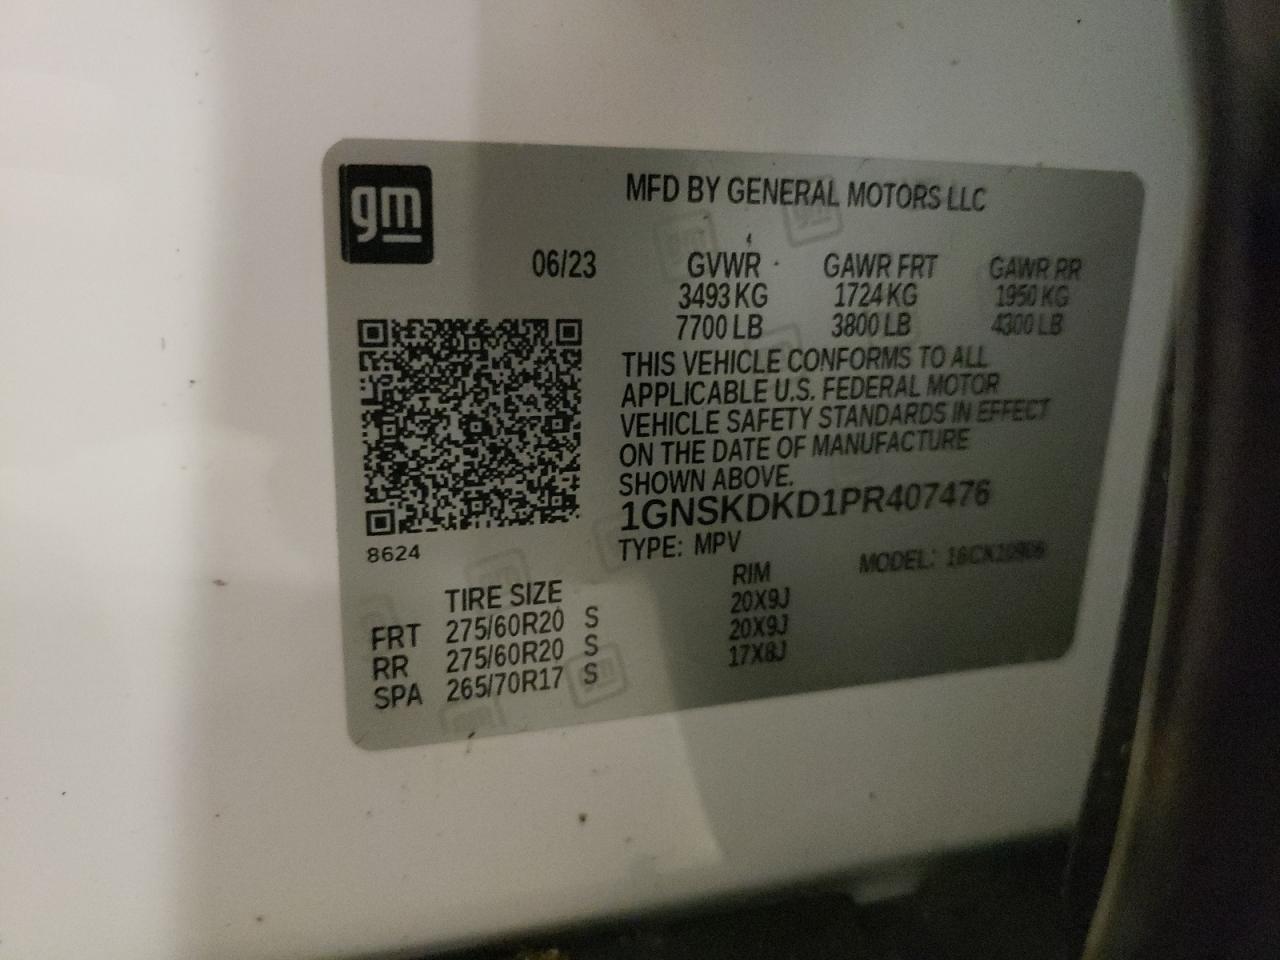 gm
MFD BY GENERAL MOTORS LLC
06/23 GVWR GAWR FRT GAWR RR
3493 KG 1724 KG 1950 KG
7700 LB 3800 LB 4300 LB
THIS VEHICLE CONFORMS TO ALL
APPLICABLE U.S. FEDERAL MOTOR
VEHICLE SAFETY STANDARDS IN EFFECT
ON THE DATE OF MANUFACTURE
SHOWN ABOVE.
1GNSKDKD1PR407476
8624
TYPE: MPV MODEL:
TIRE SIZE RIM
FRT 275/60R20 S 20X9J
RR 275/60R20 S 20X9J
SPA 265/70R17 S 17X8J